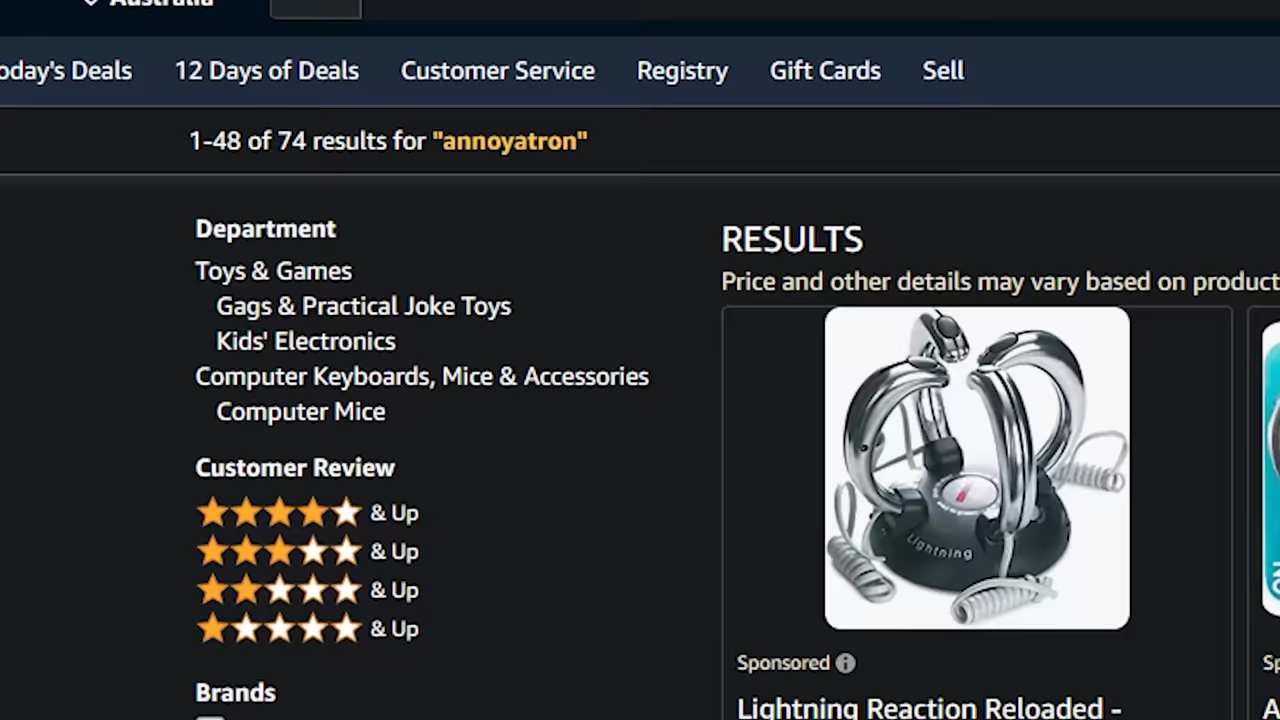 Australia
oday's Deals 12 Days of Deals Customer Service Registry Gift Cards Sell
1-48 of 74 results for "annoyatron"
Department
Toys & Games
Gags & Practical Joke Toys
Kids' Electronics
Computer Keyboards, Mice & Accessories
Computer Mice
Customer Review
& Up
& Up
& Up
& Up
Brands
RESULTS
Price and other details may vary based on product
Lightning
Sponsored
Lightning Reaction Reloaded -
Sp
A